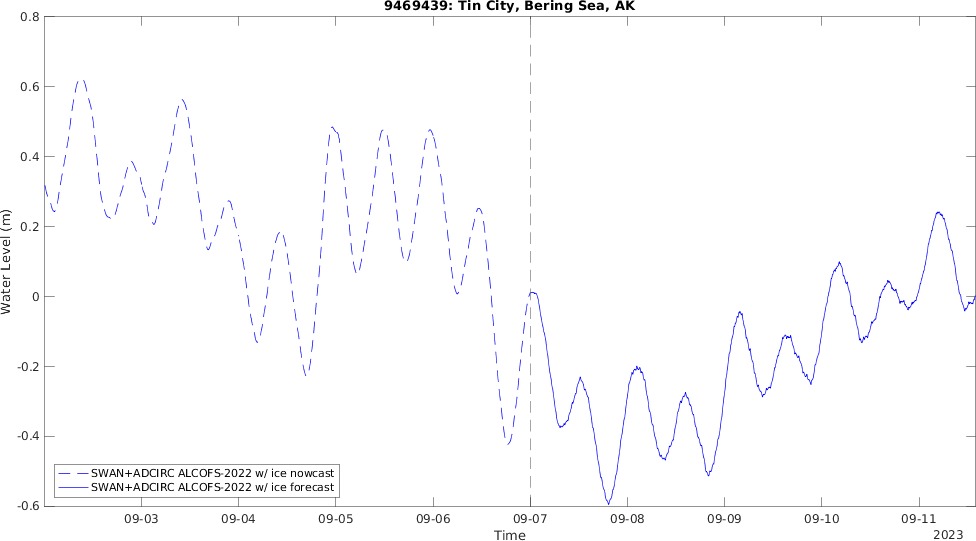 9469439: Tin City, Bering Sea, AK
Water Level (m)
0.8
0.6
0.4
0.2
0
-0.2
-0.4
-0.6
SWAN+ADCIRC ALCOFS-2022 w/ ice nowcast
SWAN+ADCIRC ALCOFS-2022 w/ ice forecast
09-03 09-04 09-05 09-06 09-07 09-08 09-09 09-10 09-11
Time
2023